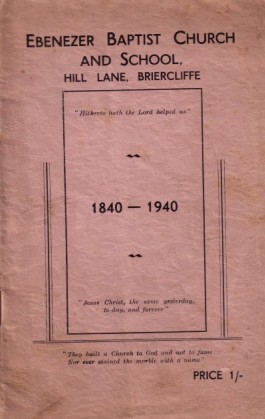 EBENEZER BAPTIST CHURCH
AND SCHOOL,
HILL LANE, BRIERCLIFFE
"Hitherto hath the Lord helped us"
1840 — 1940
"Jesus Christ, the same yesterday,
to-day, and forever"
"They built a Church to God and not to fame
Nor ever stained the marble with a name"
PRICE 1/-